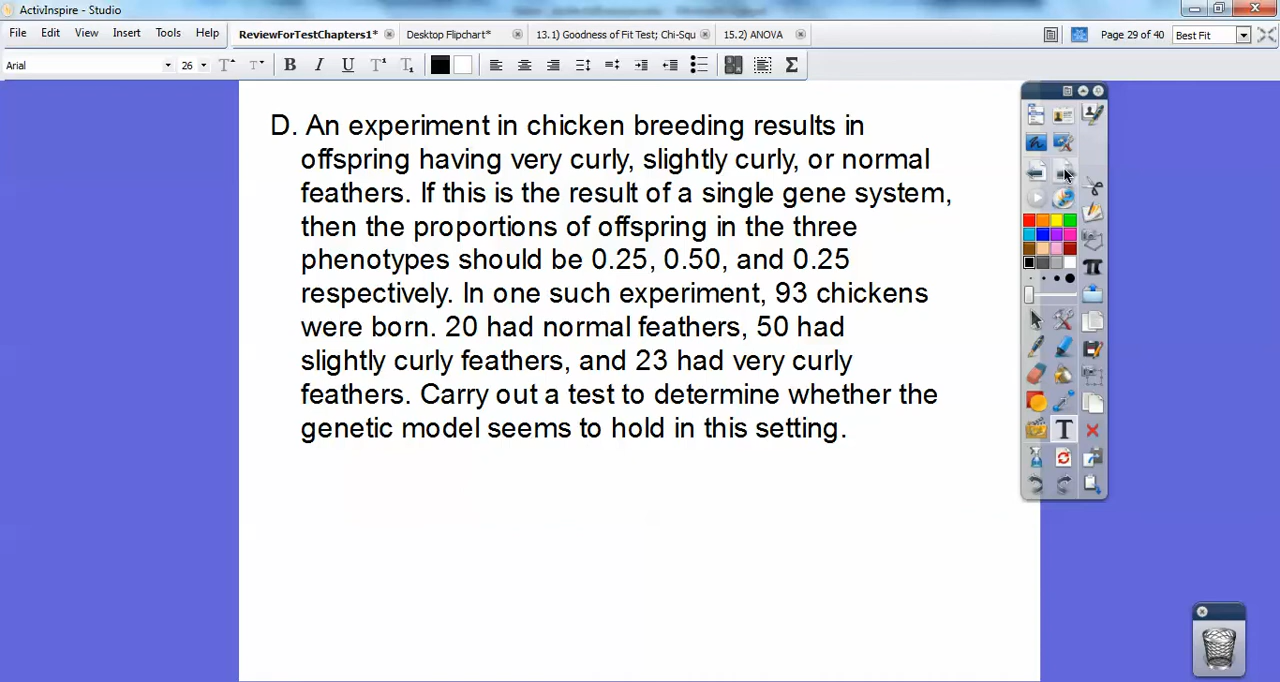 ActivInspire - Studio
File Edit View Insert Tools Help
ReviewForTestChapters1* Desktop Flipchart* 13.1) Goodness of Fit Test; Chi-Squ 15.2) ANOVA
Page 29 of 40 Best Fit
Arial 26 T T B I U T T Σ
D. An experiment in chicken breeding results in
offspring having very curly, slightly curly, or normal
feathers. If this is the result of a single gene system,
then the proportions of offspring in the three
phenotypes should be 0.25, 0.50, and 0.25
respectively. In one such experiment, 93 chickens
were born. 20 had normal feathers, 50 had
slightly curly feathers, and 23 had very curly
feathers. Carry out a test to determine whether the
genetic model seems to hold in this setting.
T